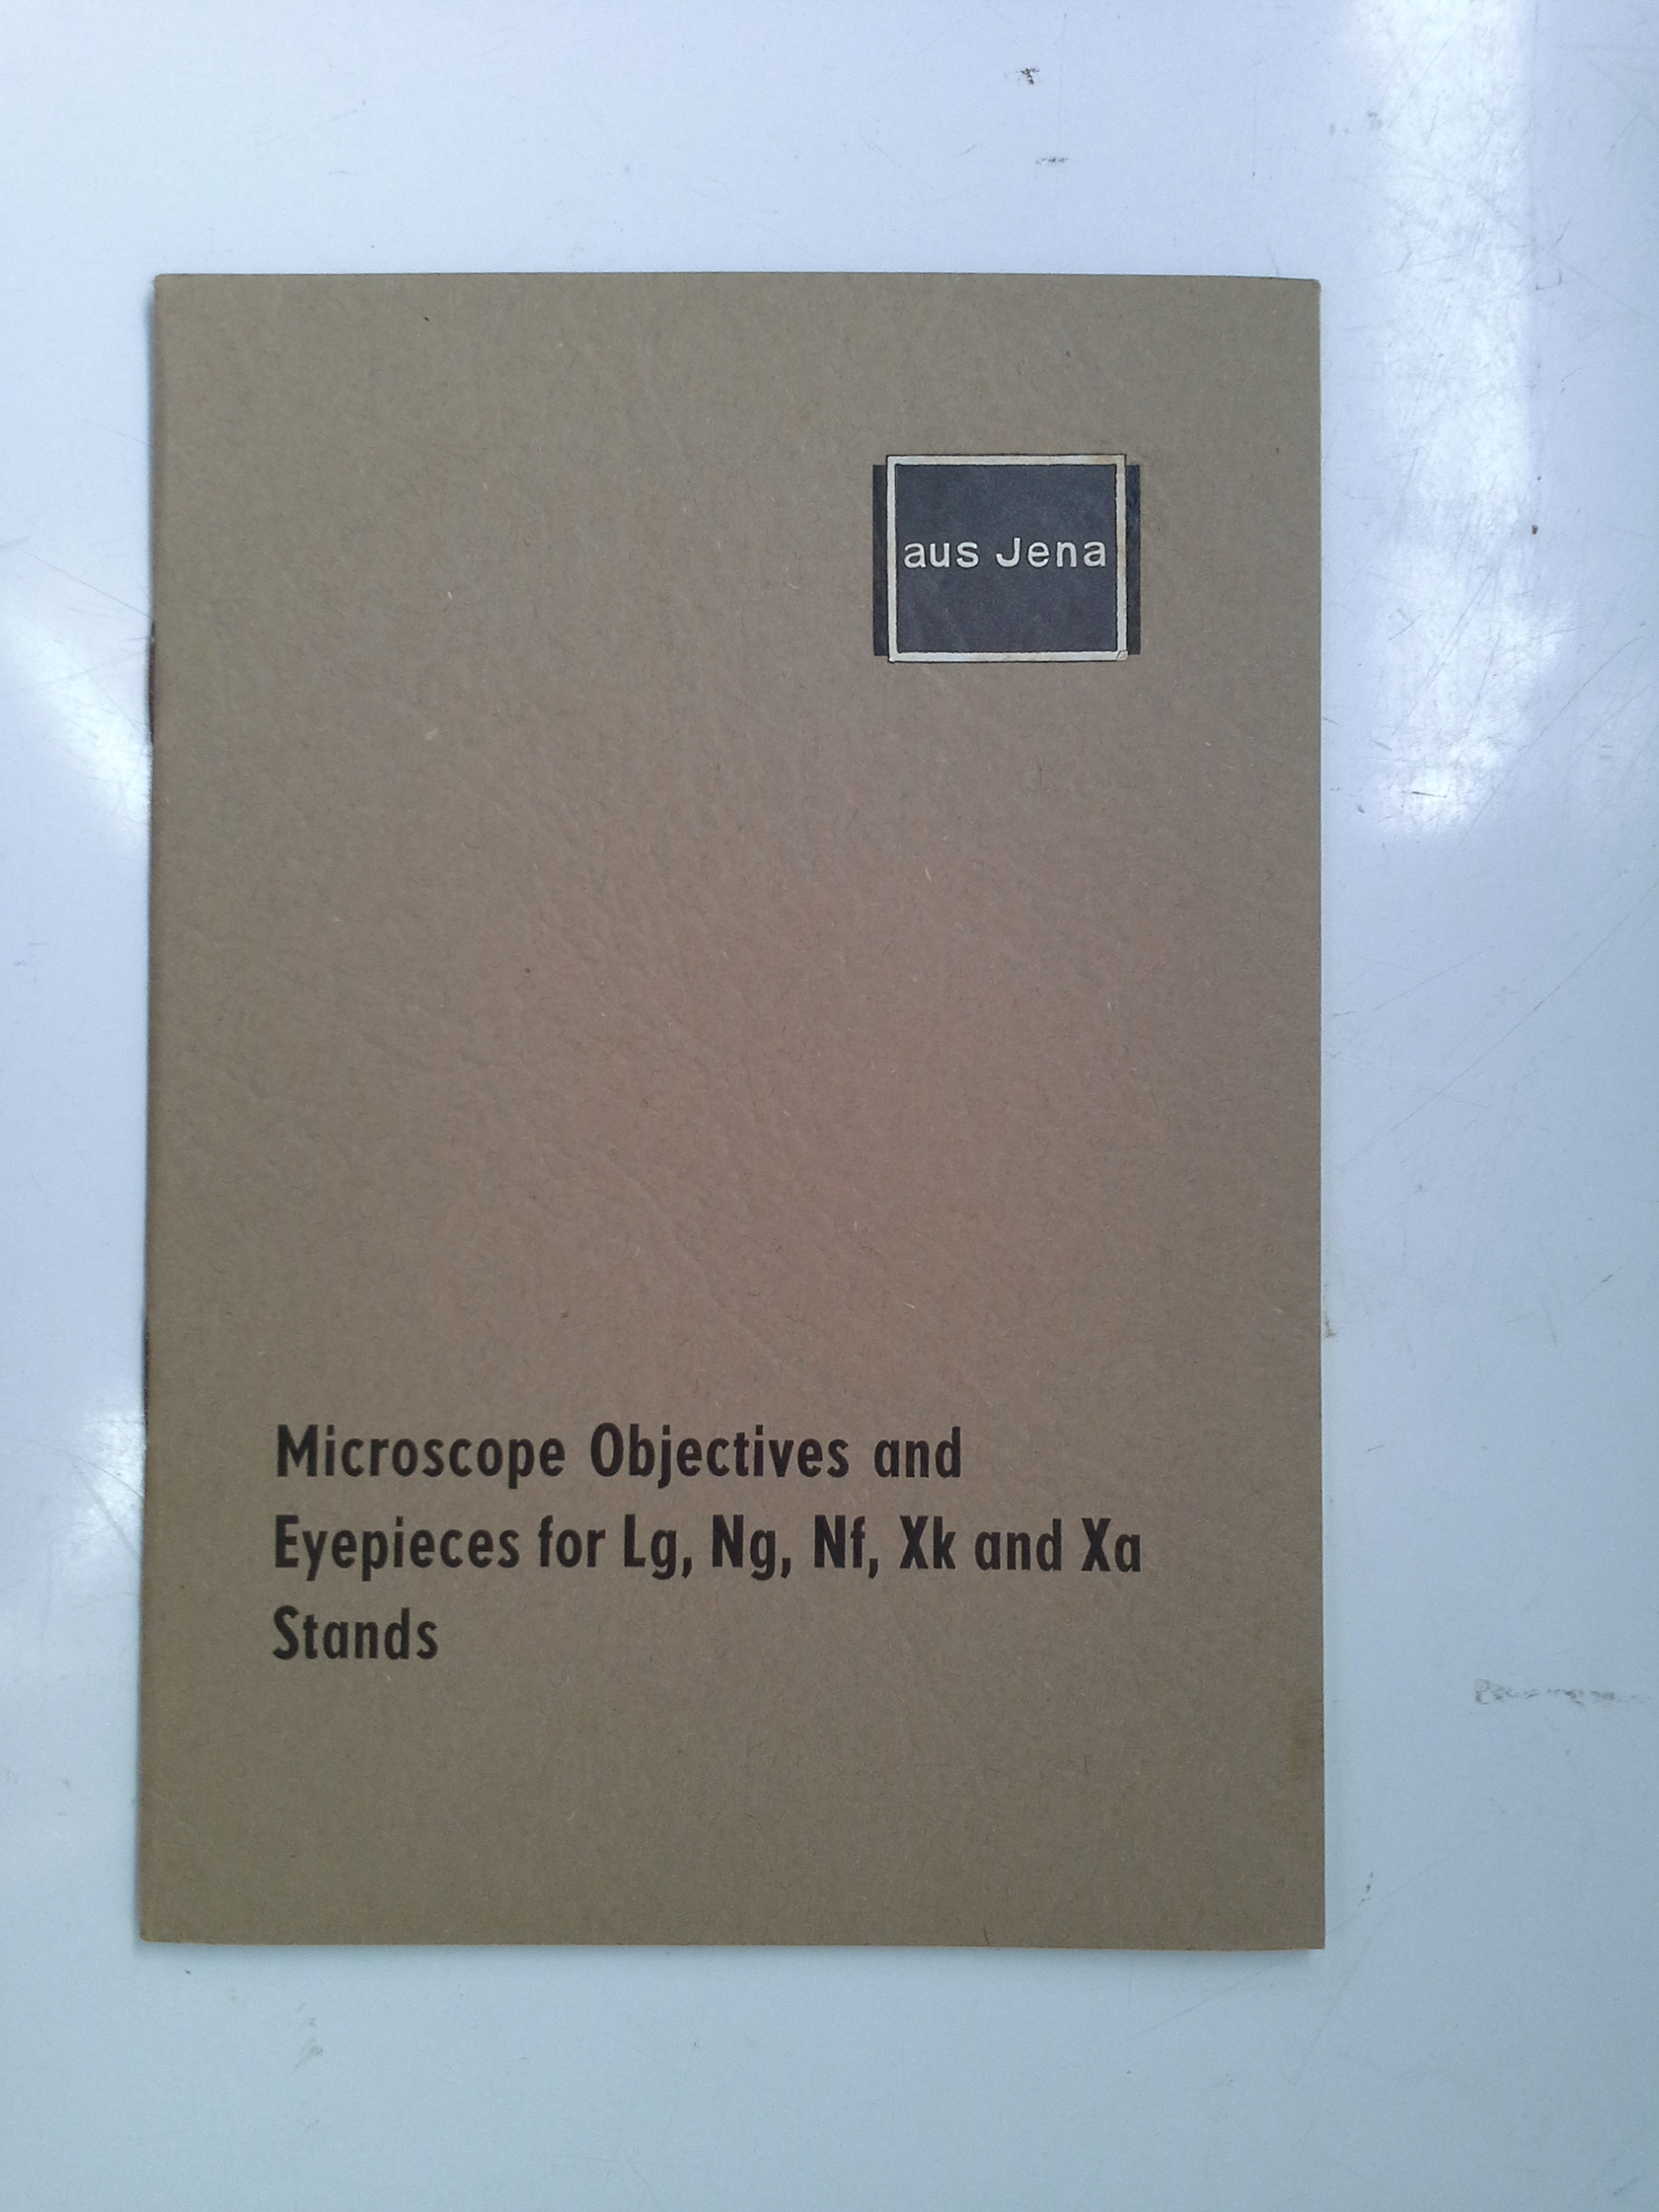 aus Jena
Microscope Objectives and
Eyepieces for Lg, Ng, Nf, Xk and Xa
Stands